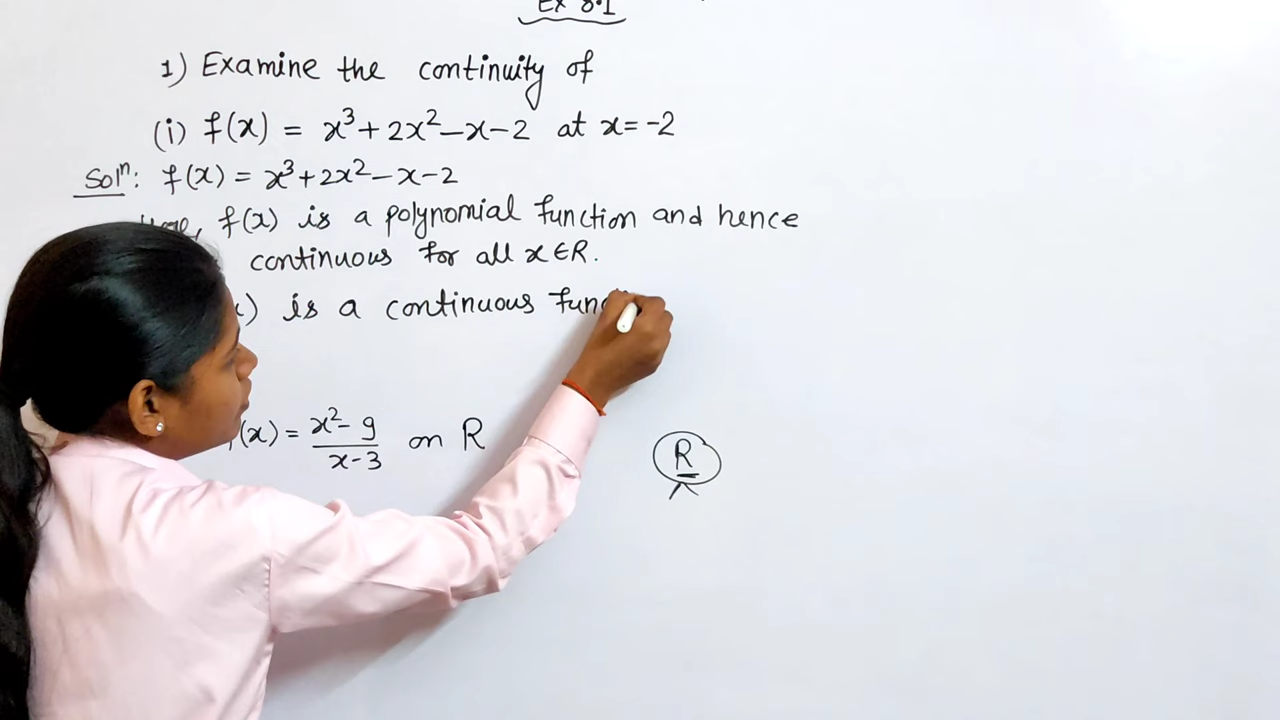 Ex 8.1
1) Examine the continuity of
(i) f(x) = x³ + 2x² – x – 2 at x = -2
Solⁿ: f(x) = x³ + 2x² – x – 2
f(x) is a polynomial function and hence
continuous for all x ∈ R.
is a continuous
(x) = x² - 9 / x - 3 on R
R